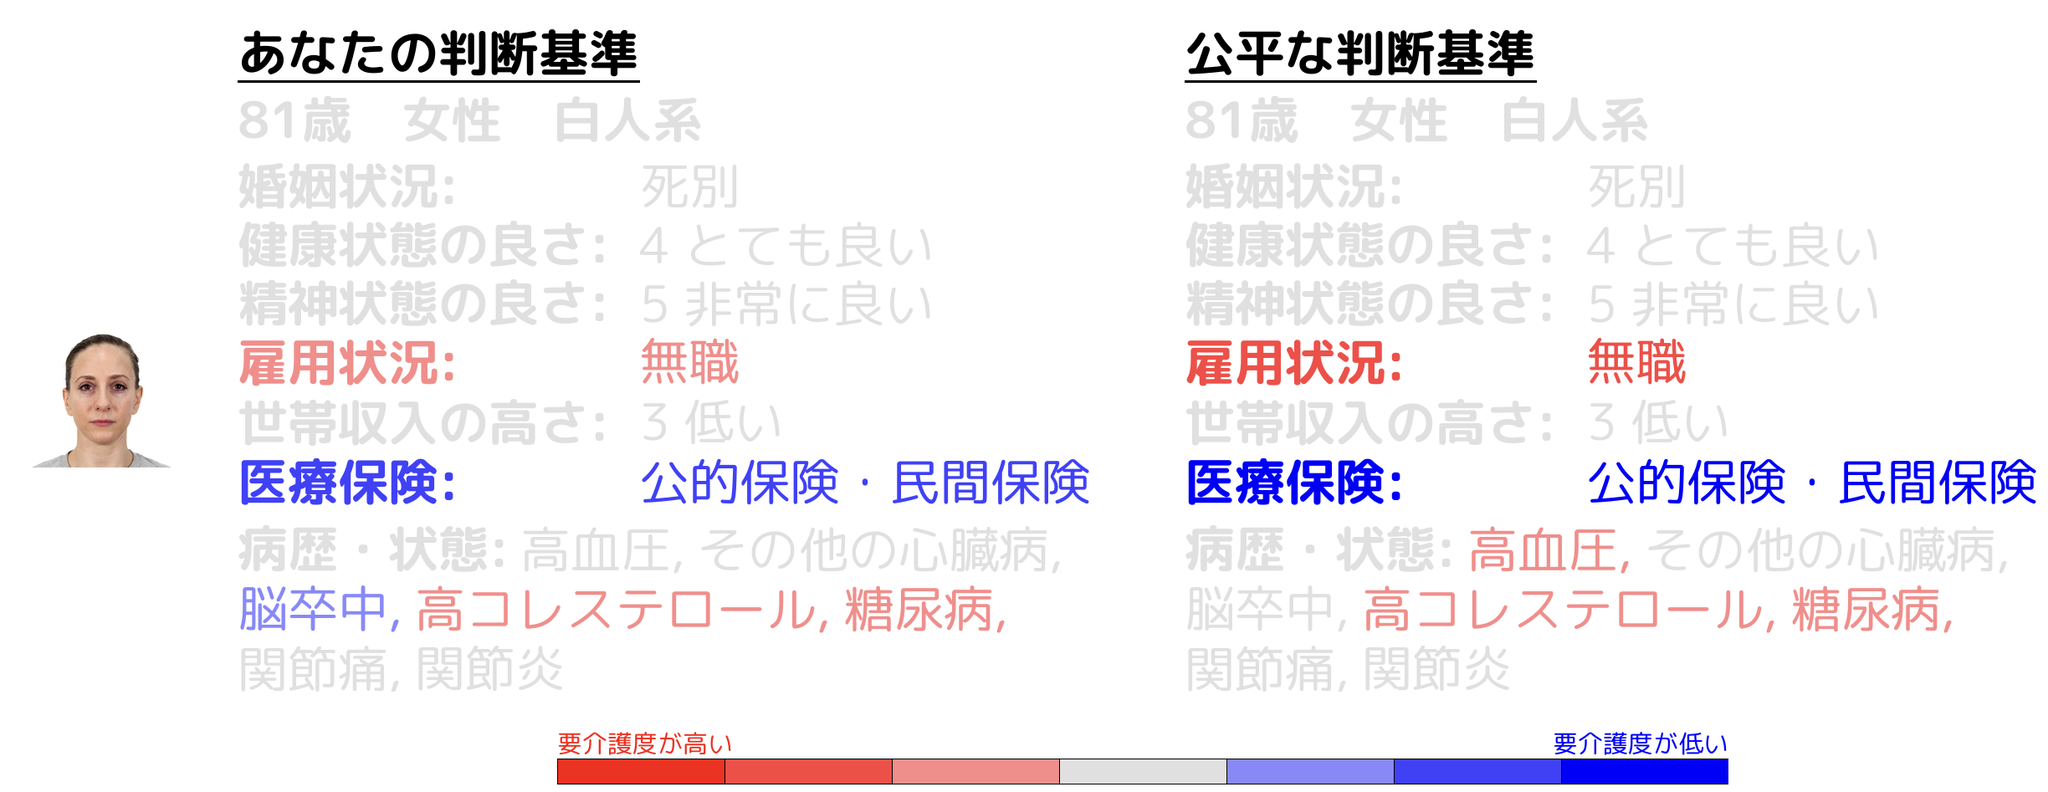 あなたの判断基準
81歳　女性　白人系
婚姻状況: 死別
健康状態の良さ: 4 とても良い
精神状態の良さ: 5 非常に良い
雇用状況: 無職
世帯収入の高さ: 3 低い
医療保険: 公的保険・民間保険
病歴・状態: 高血圧, その他の心臓病,
脳卒中, 高コレステロール, 糖尿病,
関節痛, 関節炎
公平な判断基準
81歳　女性　白人系
婚姻状況: 死別
健康状態の良さ: 4 とても良い
精神状態の良さ: 5 非常に良い
雇用状況: 無職
世帯収入の高さ: 3 低い
医療保険: 公的保険・民間保険
病歴・状態: 高血圧, その他の心臓病,
脳卒中, 高コレステロール, 糖尿病,
関節痛, 関節炎
要介護度が高い
要介護度が低い